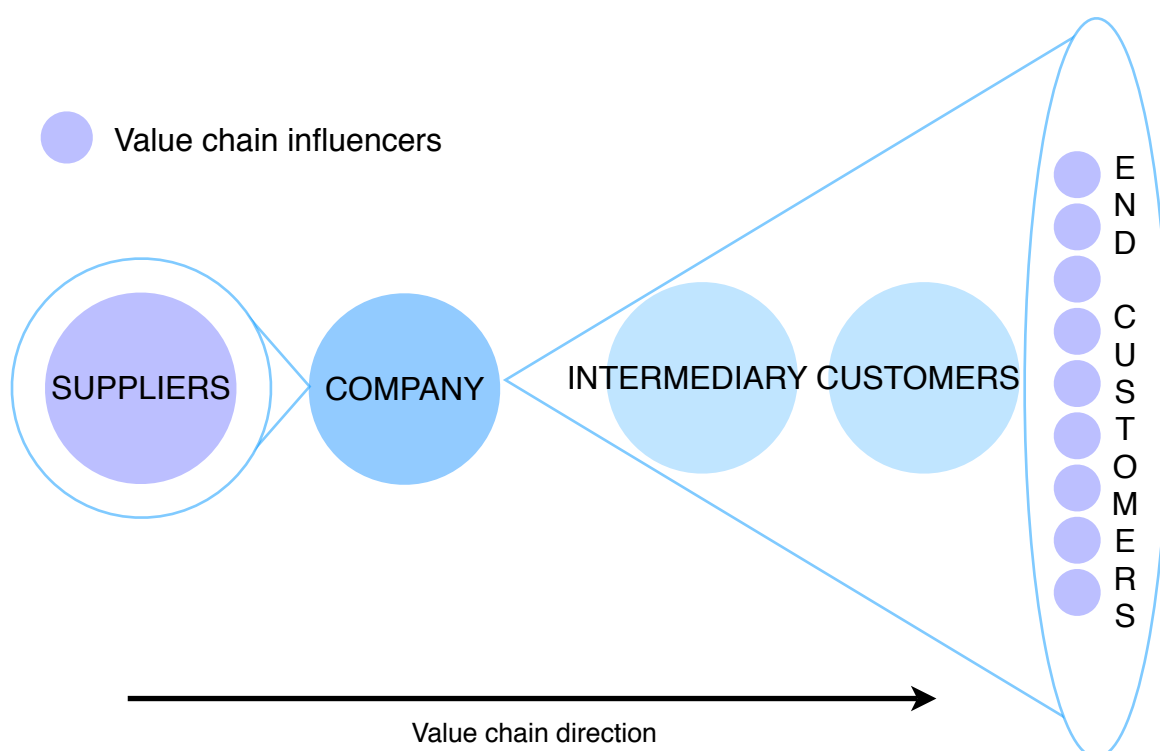 Value chain influencers
SUPPLIERS
COMPANY
INTERMEDIARY
CUSTOMERS
END CUSTOMERS
Value chain direction